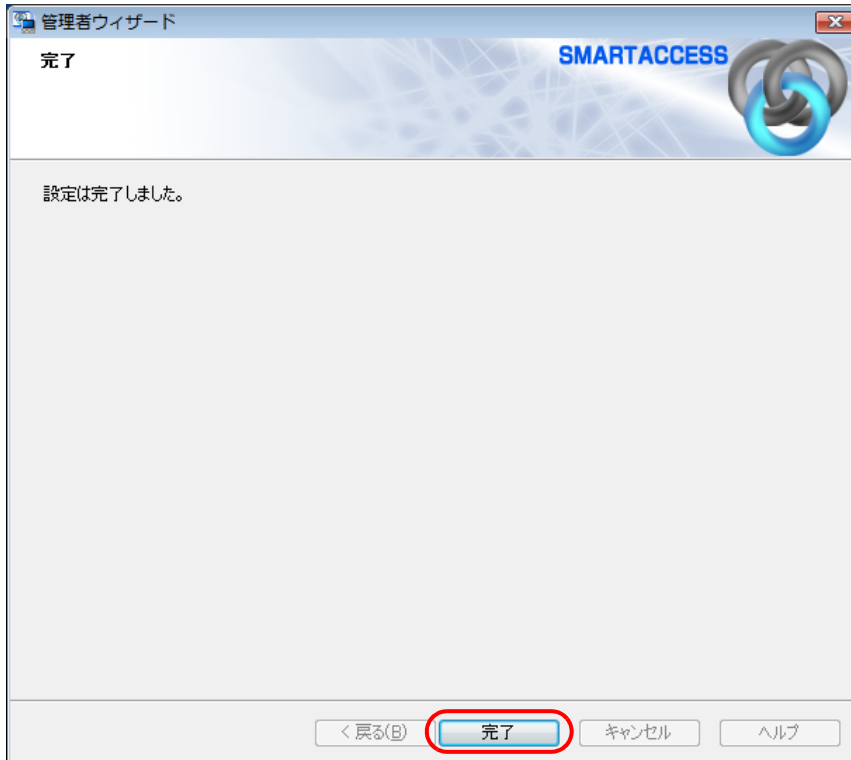 管理者ウィザード
完了
SMARTACCESS
設定は完了しました。
< 戻る(B)
完了
キャンセル
ヘルプ